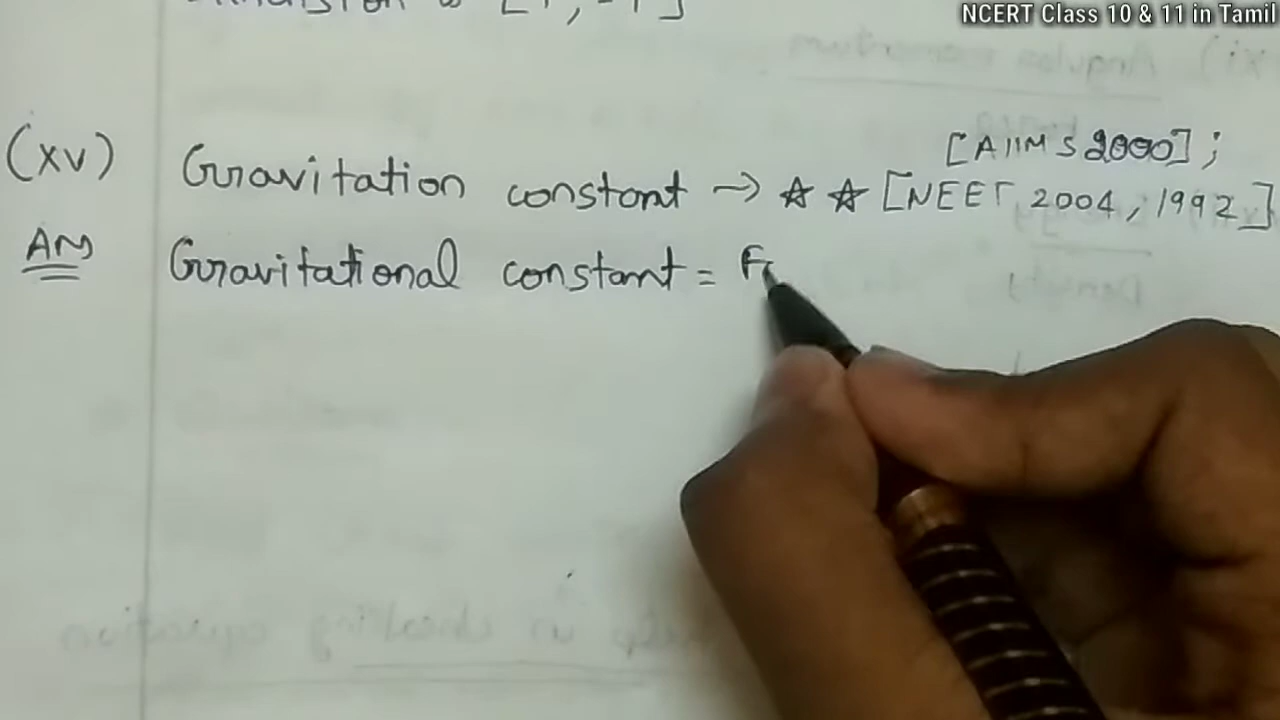 NCERT Class 10 & 11 in Tamil
(xv) Gravitation constant → ☆ ☆ [NEET 2004, 1992]
[AIIMS 2000];
Ans Gravitational constant = F